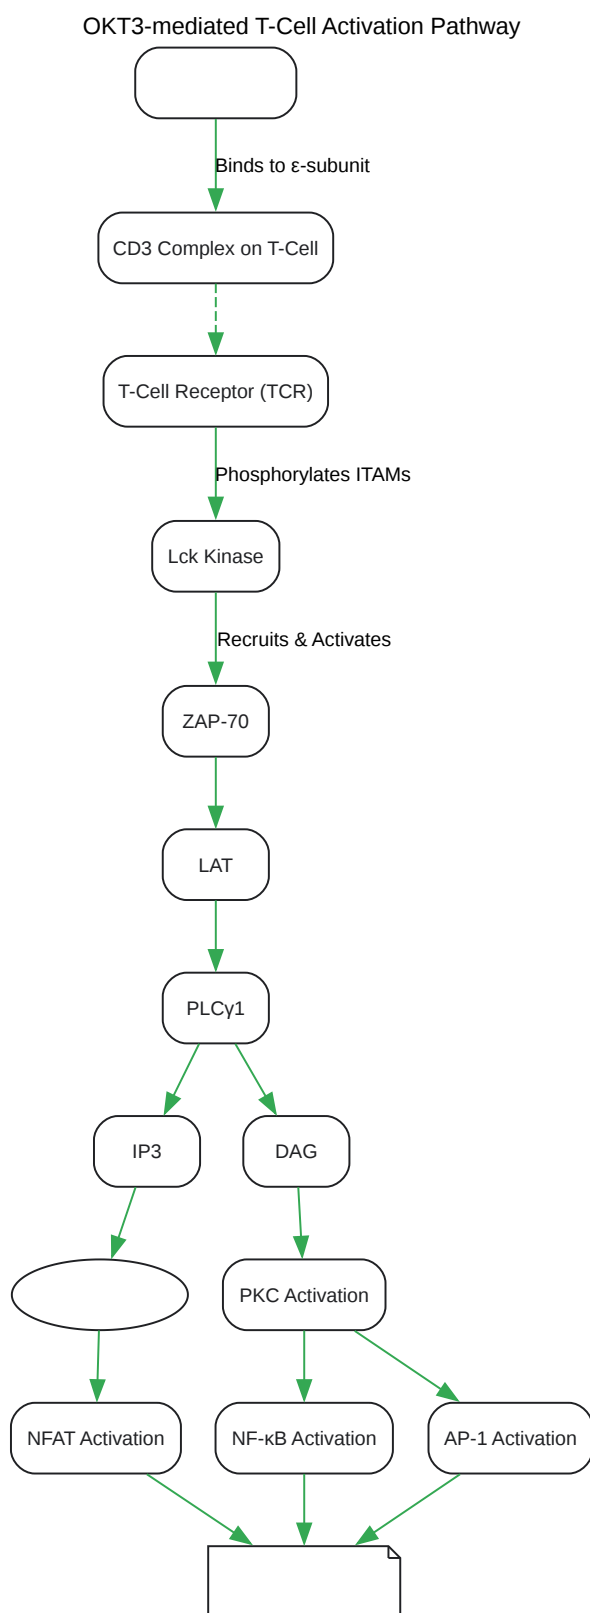 OKT3-mediated T-Cell Activation Pathway
Binds to ε-subunit
CD3 Complex on T-Cell
T-Cell Receptor (TCR)
Phosphorylates ITAMs
Lck Kinase
Recruits & Activates
ZAP-70
LAT
PLCγ1
IP3
DAG
PKC Activation
NFAT Activation
NF-κB Activation
AP-1 Activation